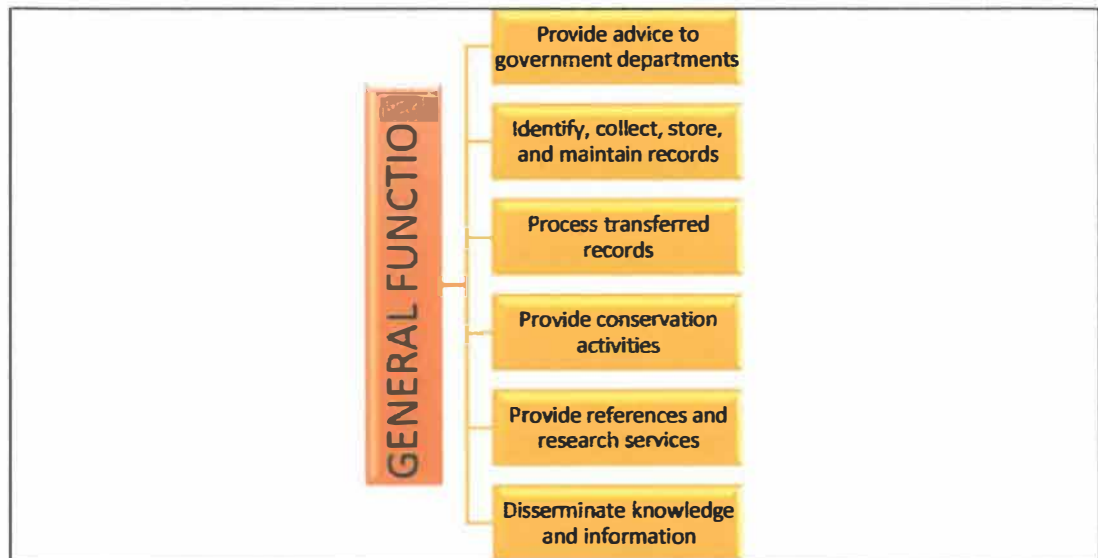 GENERAL FUNCTIO
Provide advice to
government departments
Identify, collect, store,
and maintain records
Process transferred
records
Provide conservation
activities
Provide references and
research services
Disserminate knowledge
and information